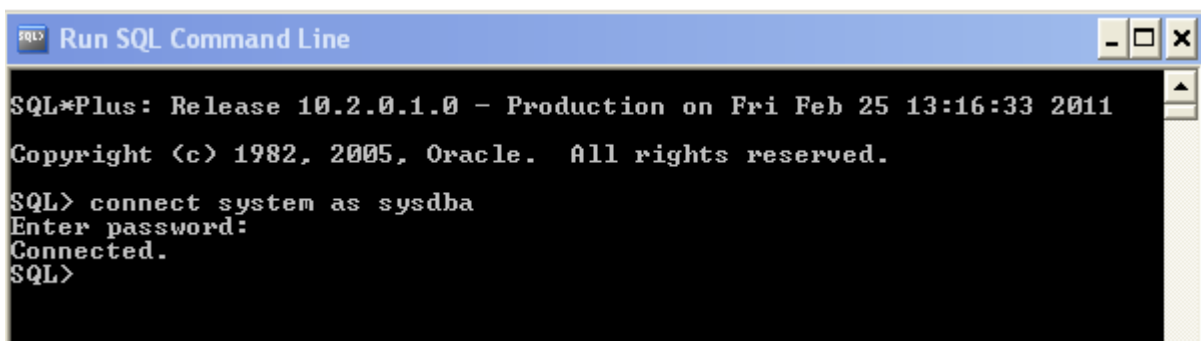 Run SQL Command Line
SQL*Plus: Release 10.2.0.1.0 - Production on Fri Feb 25 13:16:33 2011
Copyright (c) 1982, 2005, Oracle.  All rights reserved.
SQL> connect system as sysdba
Enter password:
Connected.
SQL>